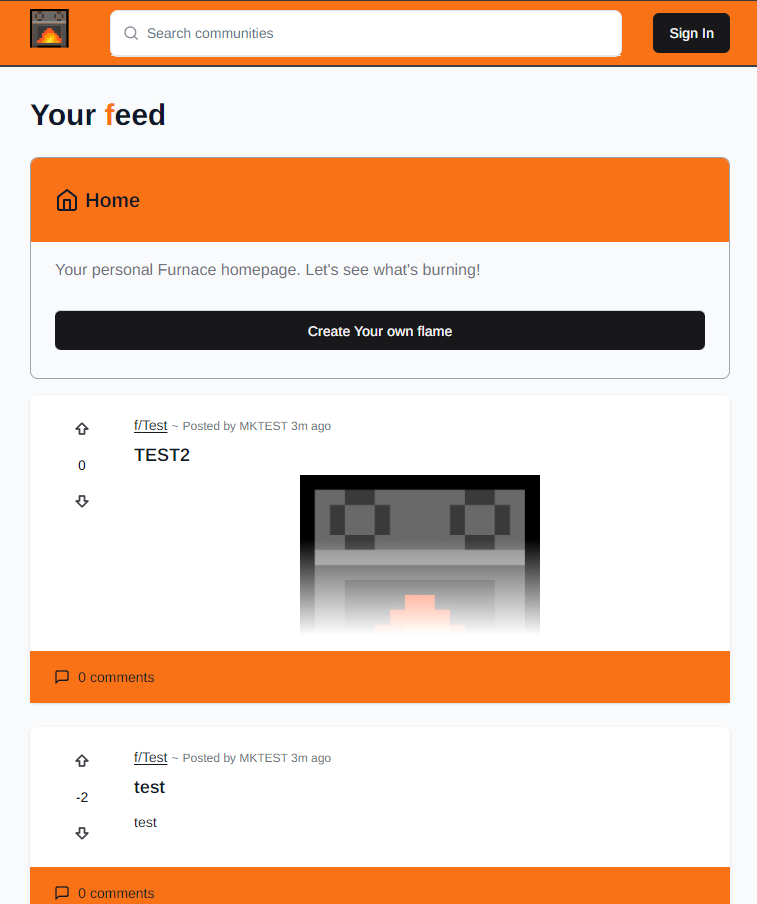 Search communities
Sign In
Your feed
Home
Your personal Furnace homepage. Let's see what's burning!
Create Your own flame
f/Test ~ Posted by MKTEST 3m ago
0
TEST2
0 comments
f/Test ~ Posted by MKTEST 3m ago
test
-2
test
0 comments